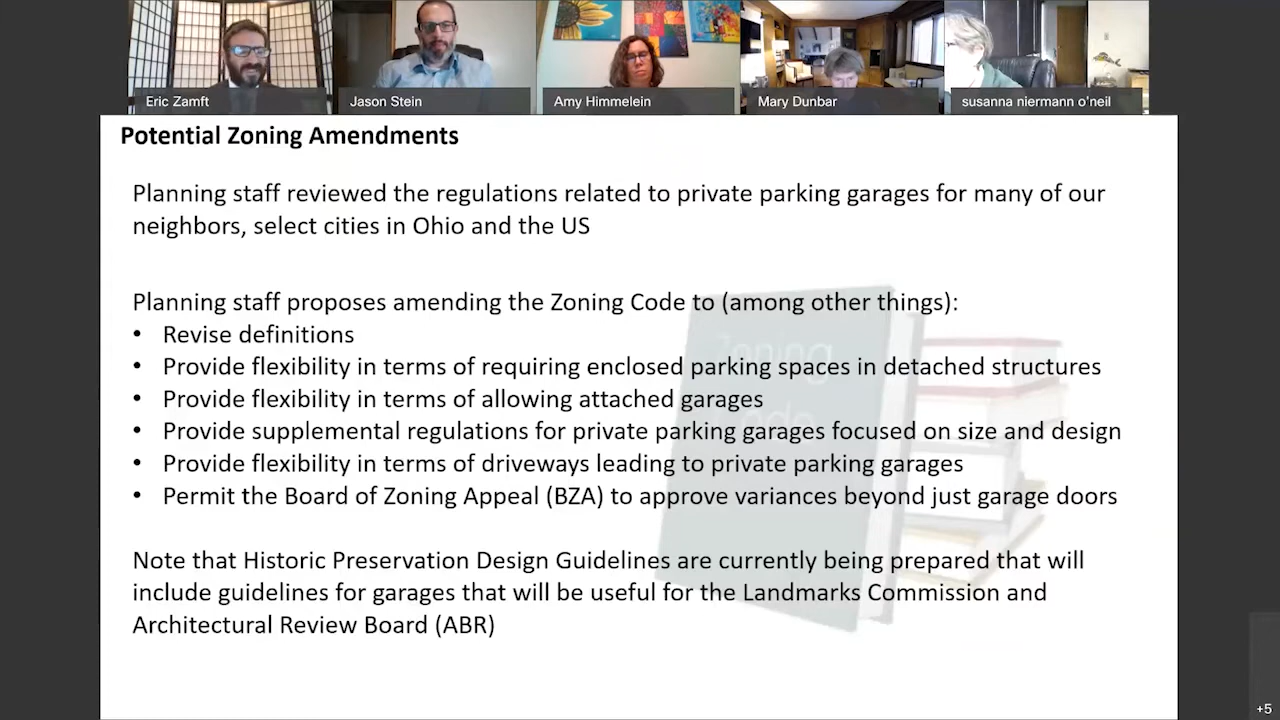 Eric Zamft
Jason Stein
Amy Himmelein
Mary Dunbar
susanna niermann o'neil
Potential Zoning Amendments
Planning staff reviewed the regulations related to private parking garages for many of our
neighbors, select cities in Ohio and the US
Planning staff proposes amending the Zoning Code to (among other things):
• Revise definitions
• Provide flexibility in terms of requiring enclosed parking spaces in detached structures
• Provide flexibility in terms of allowing attached garages
• Provide supplemental regulations for private parking garages focused on size and design
• Provide flexibility in terms of driveways leading to private parking garages
• Permit the Board of Zoning Appeal (BZA) to approve variances beyond just garage doors
Note that Historic Preservation Design Guidelines are currently being prepared that will
include guidelines for garages that will be useful for the Landmarks Commission and
Architectural Review Board (ABR)
Zoning
Code
+5